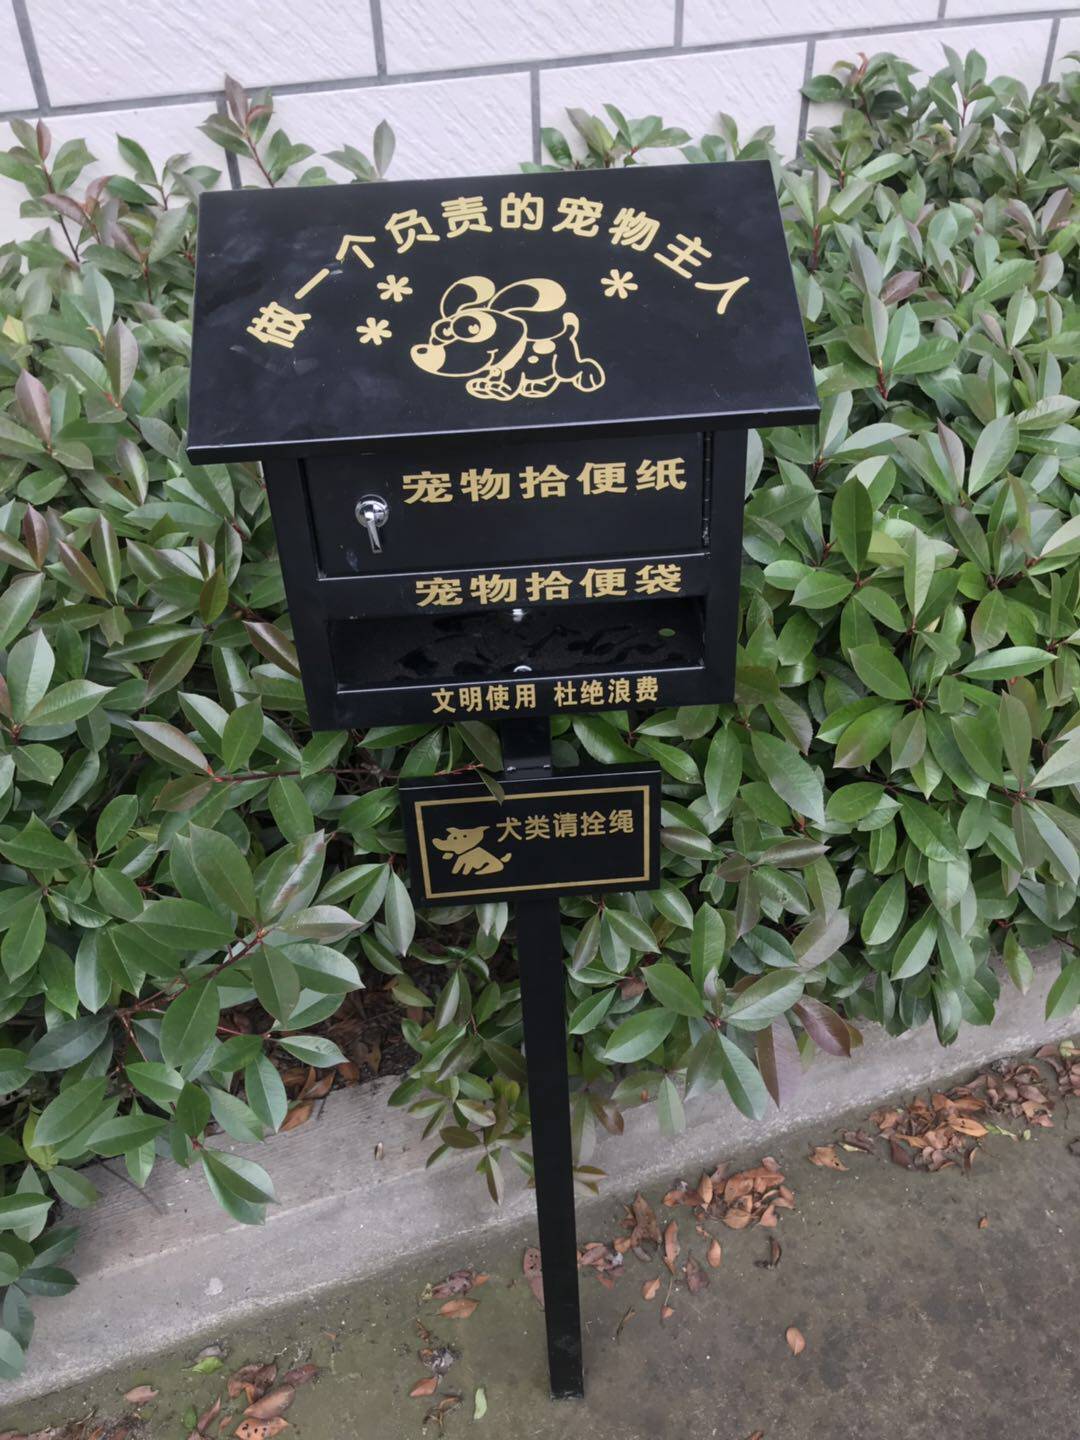 做一个负责的宠物主人
宠物拾便纸
宠物拾便袋
文明使用 杜绝浪费
犬类请拴绳